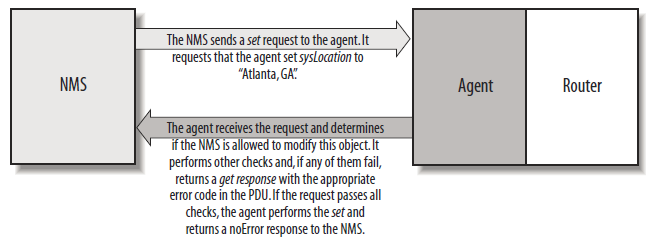 The NMS sends a set request to the agent. It
requests that the agent set sysLocation to
“Atlanta, GA”.
NMS
Agent
Router
The agent receives the request and determines
if the NMS is allowed to modify this object. It
performs other checks and, if any of them fail,
returns a get response with the appropriate
error code in the PDU. If the request passes all
checks, the agent performs the set and
returns a noError response to the NMS.